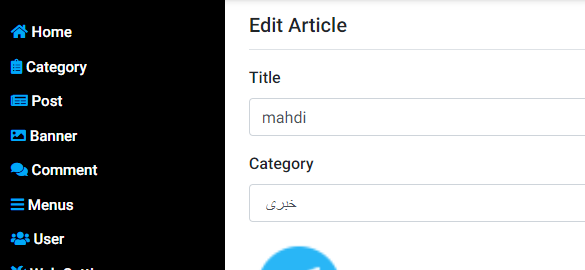 Home
Category
Post
Banner
Comment
Menus
User
Edit Article
Title
mahdi
Category
خبری